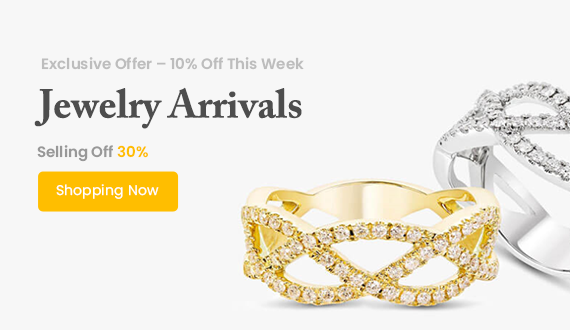 Exclusive Offer – 10% Off This Week
Jewelry Arrivals
Selling Off 30%
Shopping Now